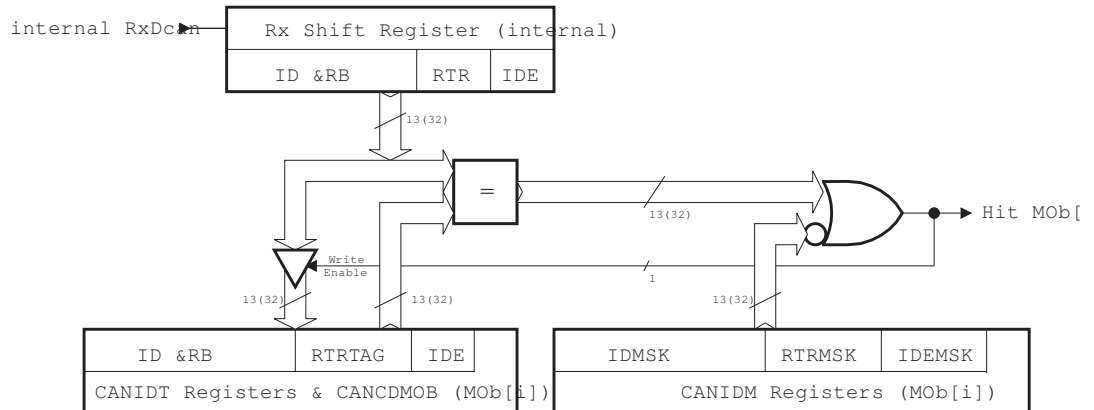 internal RxDcan
Rx Shift Register (internal)
ID &RB RTR IDE
13(32)
=
13(32)
Hit MOb[
Write
Enable
1
13(32) 13(32) 13(32)
ID &RB RTRTAG IDE
IDMSK RTRMSK IDEMSK
CANIDT Registers & CANCDMOB (MOb[i])
CANIDM Registers (MOb[i])